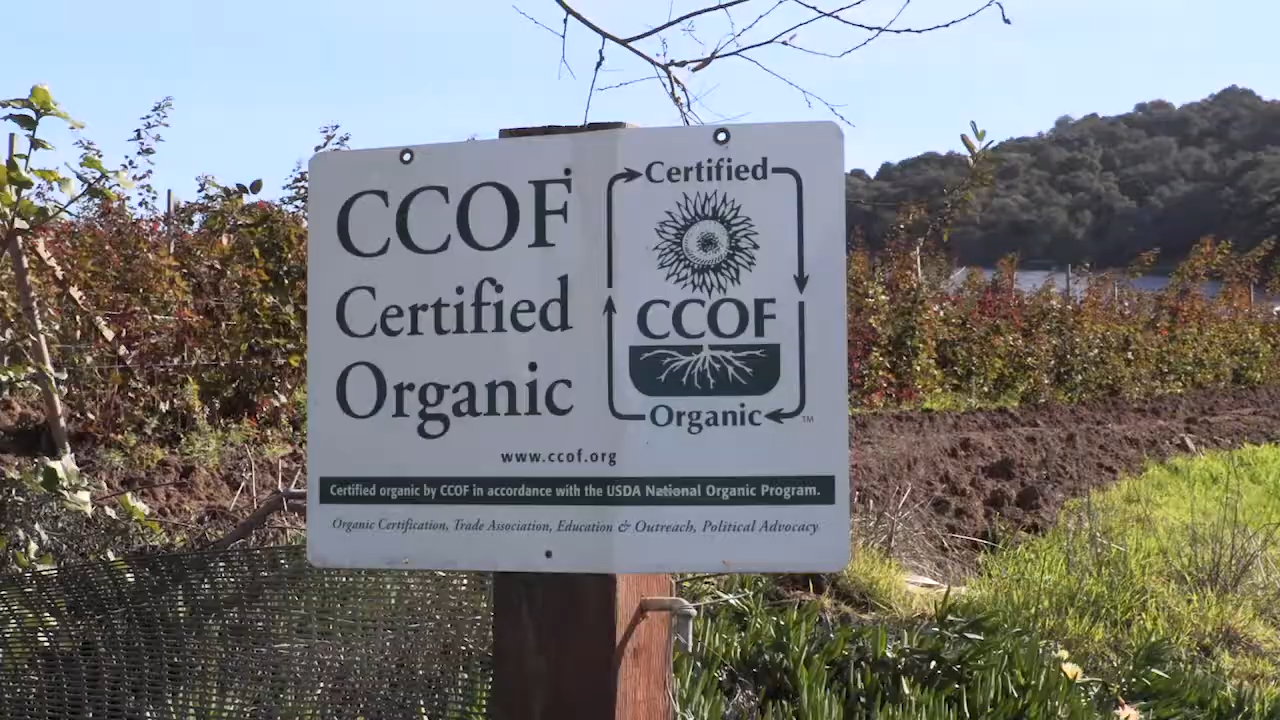 CCOF
Certified
Organic
Certified
CCOF
Organic
TM
www.ccof.org
Certified organic by CCOF in accordance with the USDA National Organic Program.
Organic Certification, Trade Association, Education & Outreach, Political Advocacy